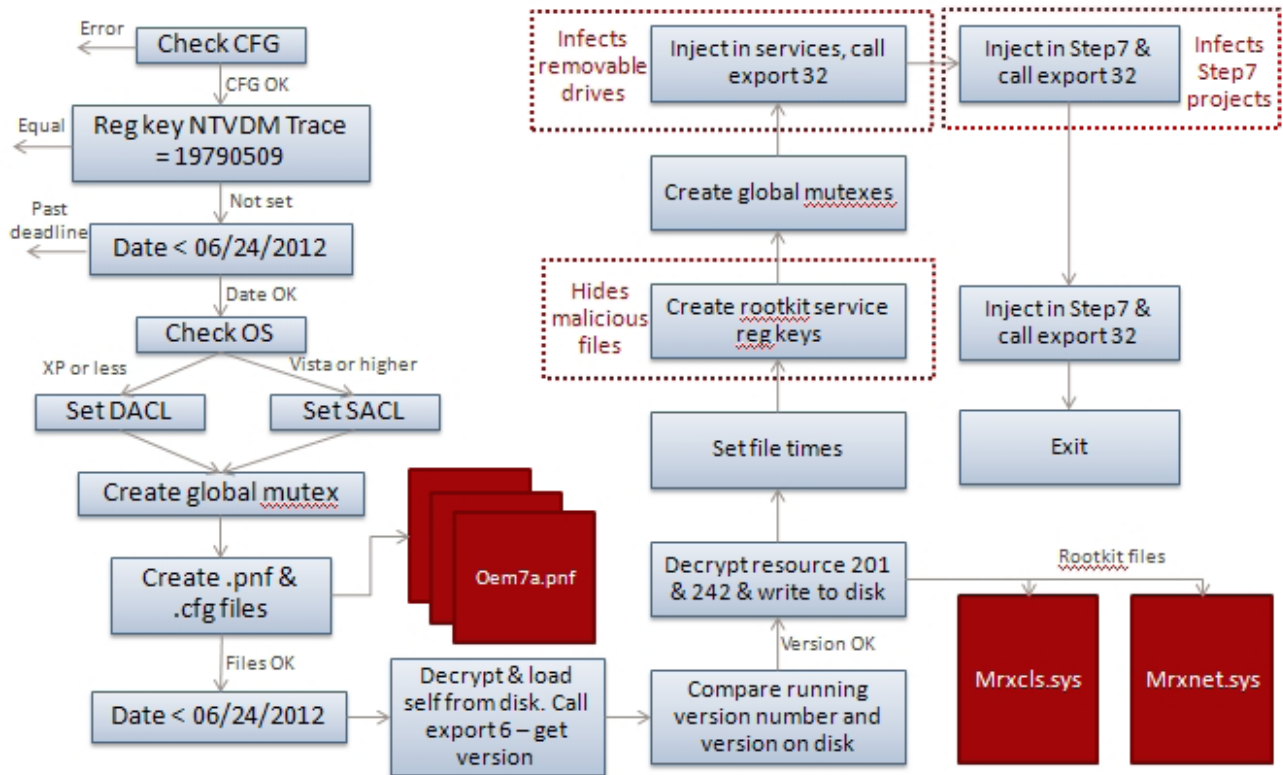 Error
Check CFG
CFG OK
Equal
Reg key NTVDM Trace
= 19790509
Not set
Past
deadline
Date < 06/24/2012
Date OK
Check OS
XP or less
Vista or higher
Set DACL
Set SACL
Create global mutex
Create .pnf &
.cfg files
Oem7a.pnf
Files OK
Date < 06/24/2012
Decrypt & load
self from disk. Call
export 6 – get
version
Compare running
version number and
version on disk
Version OK
Decrypt resource 201
& 242 & write to disk
Rootkit files
Mrxcls.sys
Mrxnet.sys
Set file times
Hides
malicious
files
Create rootkit service
reg keys
Create global mutexes
Infects
removable
drives
Inject in services, call
export 32
Inject in Step7 &
call export 32
Infects
Step7
projects
Inject in Step7 &
call export 32
Exit